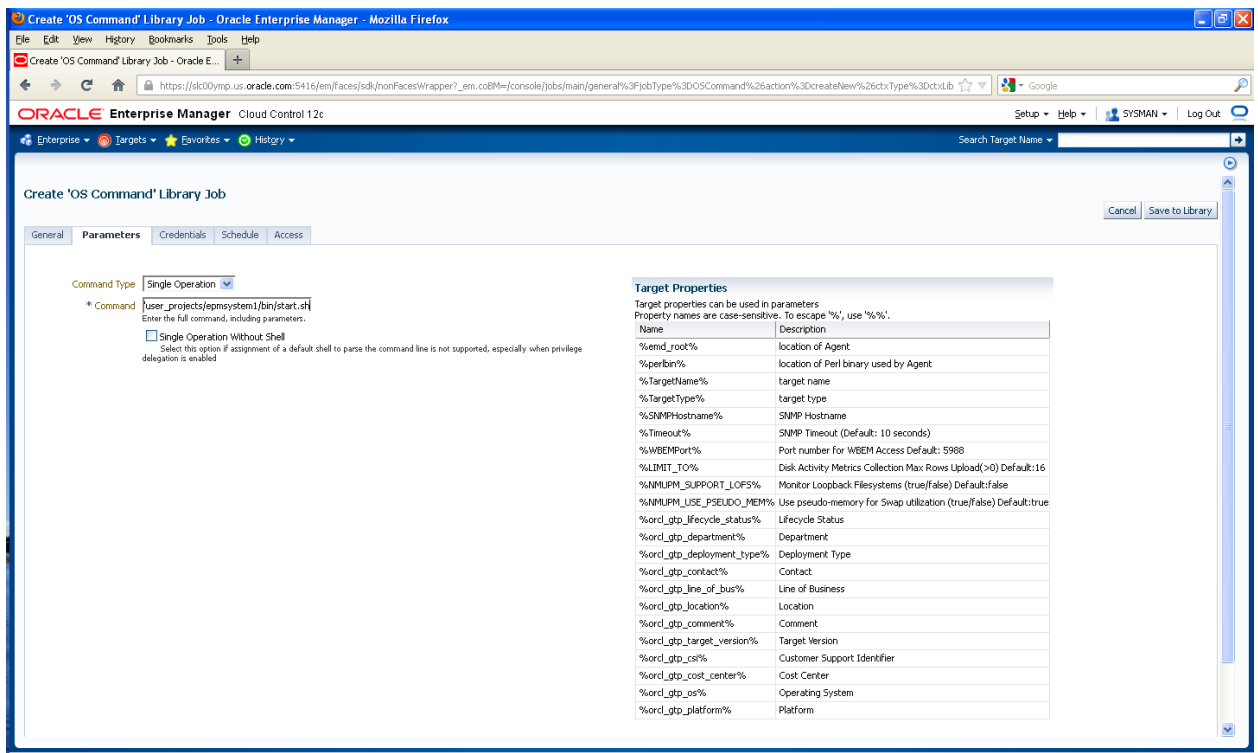 Create 'OS Command' Library Job - Oracle Enterprise Manager - Mozilla Firefox
File Edit View History Bookmarks Tools Help
Create 'OS Command' Library Job - Oracle E... +
https://slc00ymp.us.oracle.com:5416/em/faces/sdk/nonFacesWrapper?_em.coBM=/console/jobs/main/general%3FjobType%3DOSCommand%26action%3DcreateNew%26ctxType%3DctxLib Google
ORACLE Enterprise Manager Cloud Control 12c Setup Help SYSMAN Log Out
Enterprise Targets Favorites History Search Target Name
Create 'OS Command' Library Job
Cancel Save to Library
General Parameters Credentials Schedule Access
Command Type Single Operation
* Command /user_projects/epmsystem1/bin/start.sh
Enter the full command, including parameters.
Single Operation Without Shell
Select this option if assignment of a default shell to parse the command line is not supported, especially when privilege
delegation is enabled
Target Properties
Target properties can be used in parameters
Property names are case-sensitive. To escape '%', use '%%'.
Name Description
%emd_root% location of Agent
%perlbin% location of Perl binary used by Agent
%TargetName% target name
%TargetType% target type
%SNMPHostname% SNMP Hostname
%Timeout% SNMP Timeout (Default: 10 seconds)
%WBEMPort% Port number for WBEM Access Default: 5988
%LIMIT_TO% Disk Activity Metrics Collection Max Rows Upload(>0) Default:16
%NMUPM_SUPPORT_LOFS% Monitor Loopback Filesystems (true/false) Default:false
%NMUPM_USE_PSEUDO_MEM% Use pseudo-memory for Swap utilization (true/false) Default:true
%orcl_gtp_lifecycle_status% Lifecycle Status
%orcl_gtp_department% Department
%orcl_gtp_deployment_type% Deployment Type
%orcl_gtp_contact% Contact
%orcl_gtp_line_of_bus% Line of Business
%orcl_gtp_location% Location
%orcl_gtp_comment% Comment
%orcl_gtp_target_version% Target Version
%orcl_gtp_csi% Customer Support Identifier
%orcl_gtp_cost_center% Cost Center
%orcl_gtp_os% Operating System
%orcl_gtp_platform% Platform